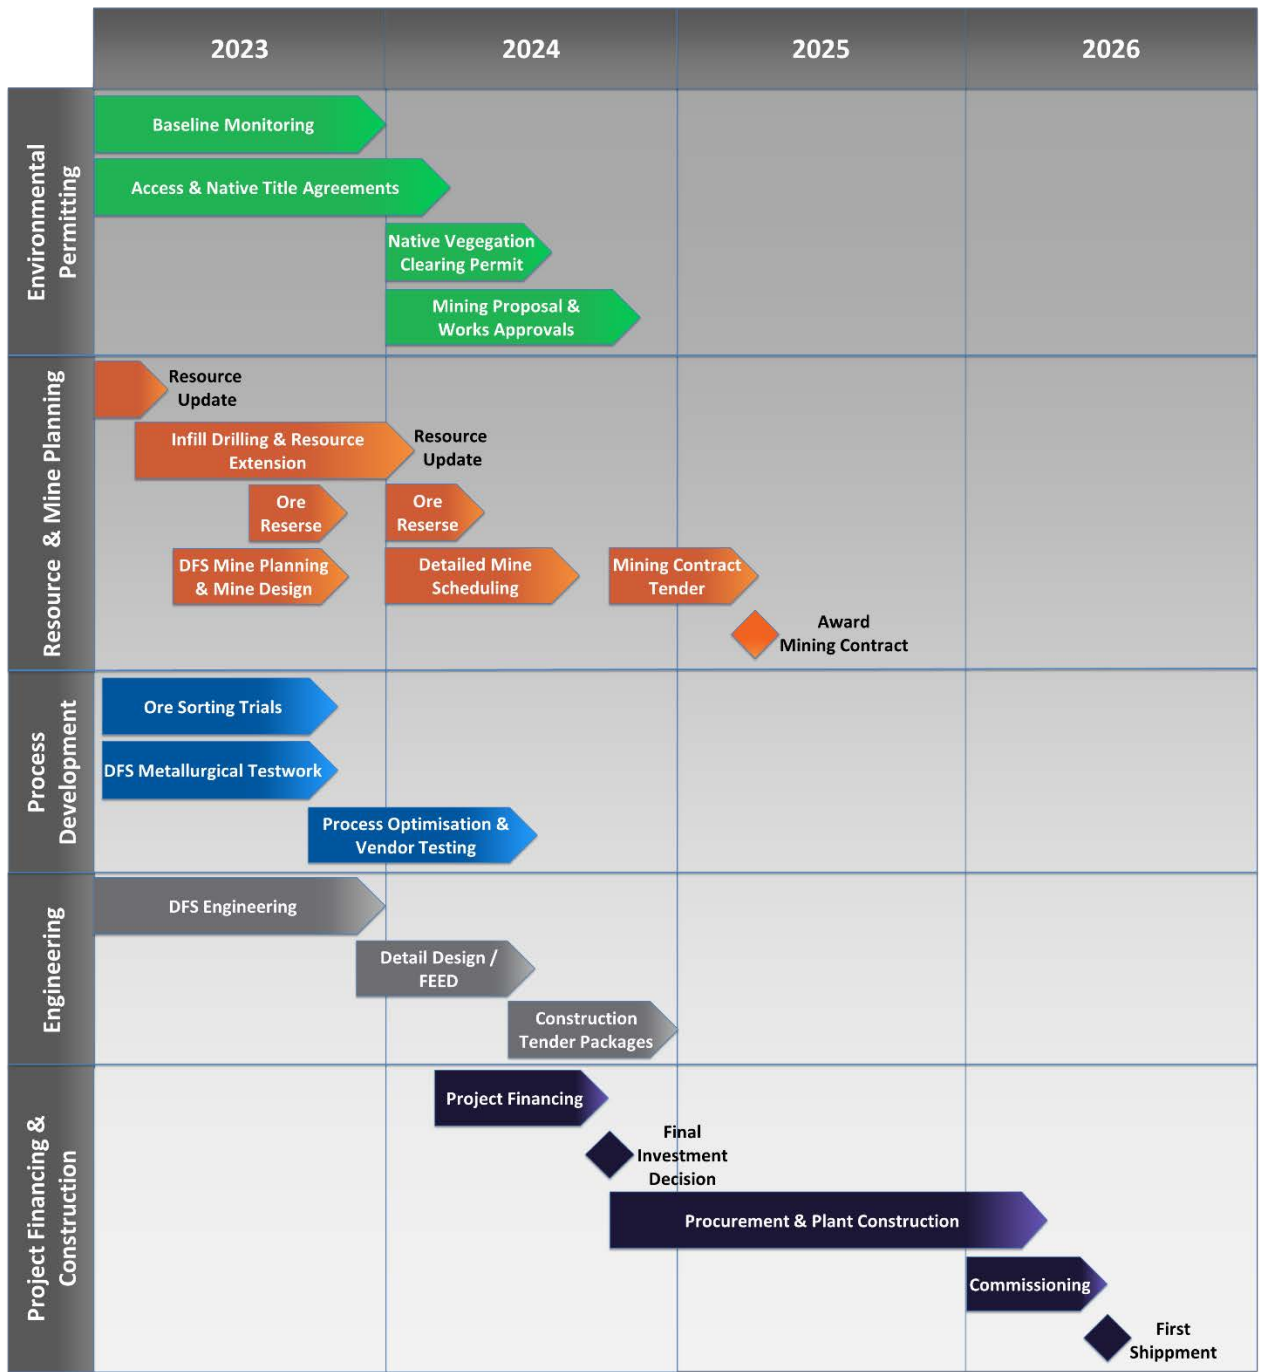 2023
2024
2025
2026
Environmental
Permitting
Baseline Monitoring
Access & Native Title Agreements
Native Vegegation
Clearing Permit
Mining Proposal &
Works Approvals
Resource & Mine Planning
Resource
Update
Infill Drilling & Resource
Extension
Resource
Update
Ore
Reserse
Ore
Reserse
DFS Mine Planning
& Mine Design
Detailed Mine
Scheduling
Mining Contract
Tender
Award
Mining Contract
Process
Development
Ore Sorting Trials
DFS Metallurgical Testwork
Process Optimisation &
Vendor Testing
Engineering
DFS Engineering
Detail Design /
FEED
Construction
Tender Packages
Project Financing &
Construction
Project Financing
Final
Investment
Decision
Procurement & Plant Construction
Commissioning
First
Shippment